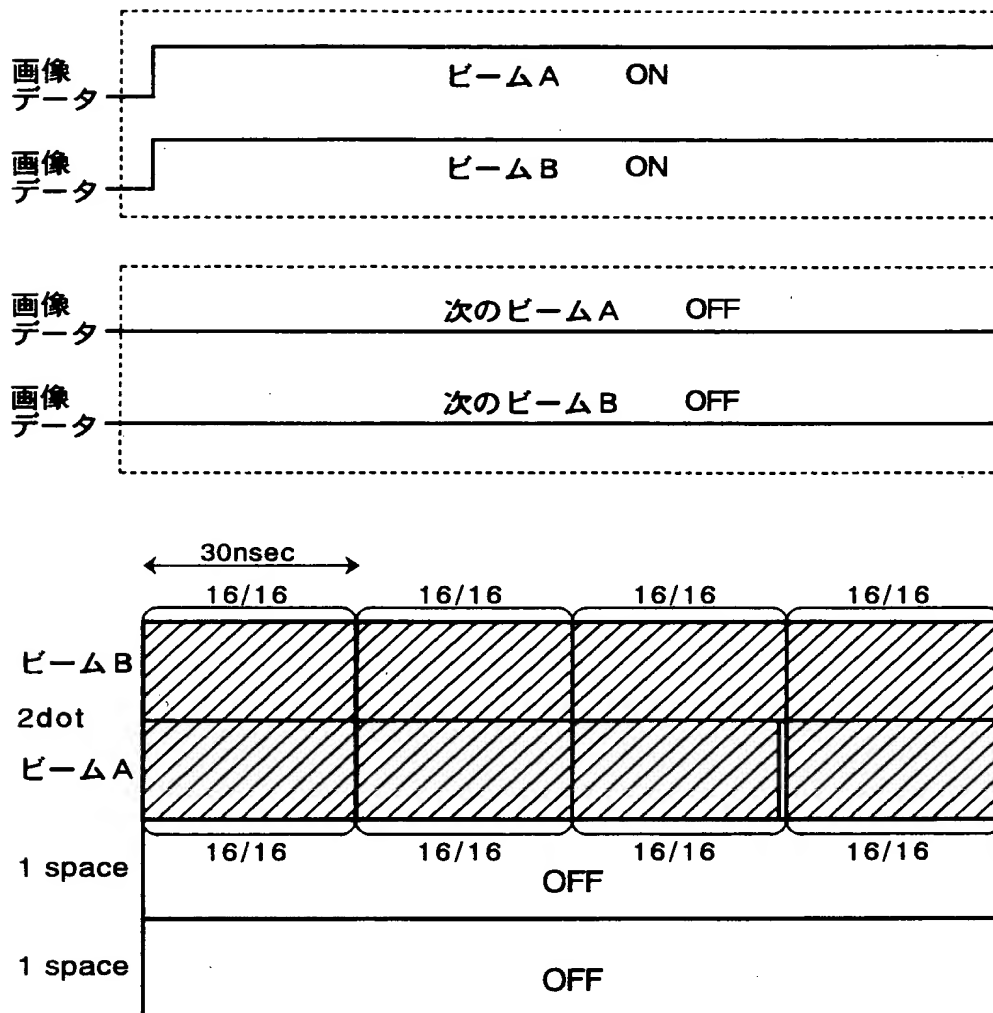 画像
データ
ビームA ON
画像
データ
ビームB ON
画像
データ
次のビームA OFF
画像
データ
次のビームB OFF
30nsec
16/16 16/16 16/16 16/16
ビームB
2dot
ビームA
16/16 16/16 16/16 16/16
1 space
OFF
1 space
OFF